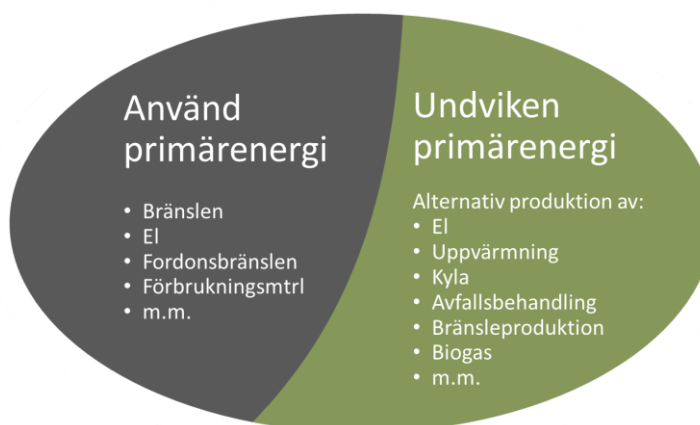 Använd
primärenergi
• Bränslen
• El
• Fordonsbränslen
• Förbrukningsmtrl
• m.m.
Undviken
primärenergi
Alternativ produktion av:
• El
• Uppvärmning
• Kyla
• Avfallsbehandling
• Bränsleproduktion
• Biogas
• m.m.